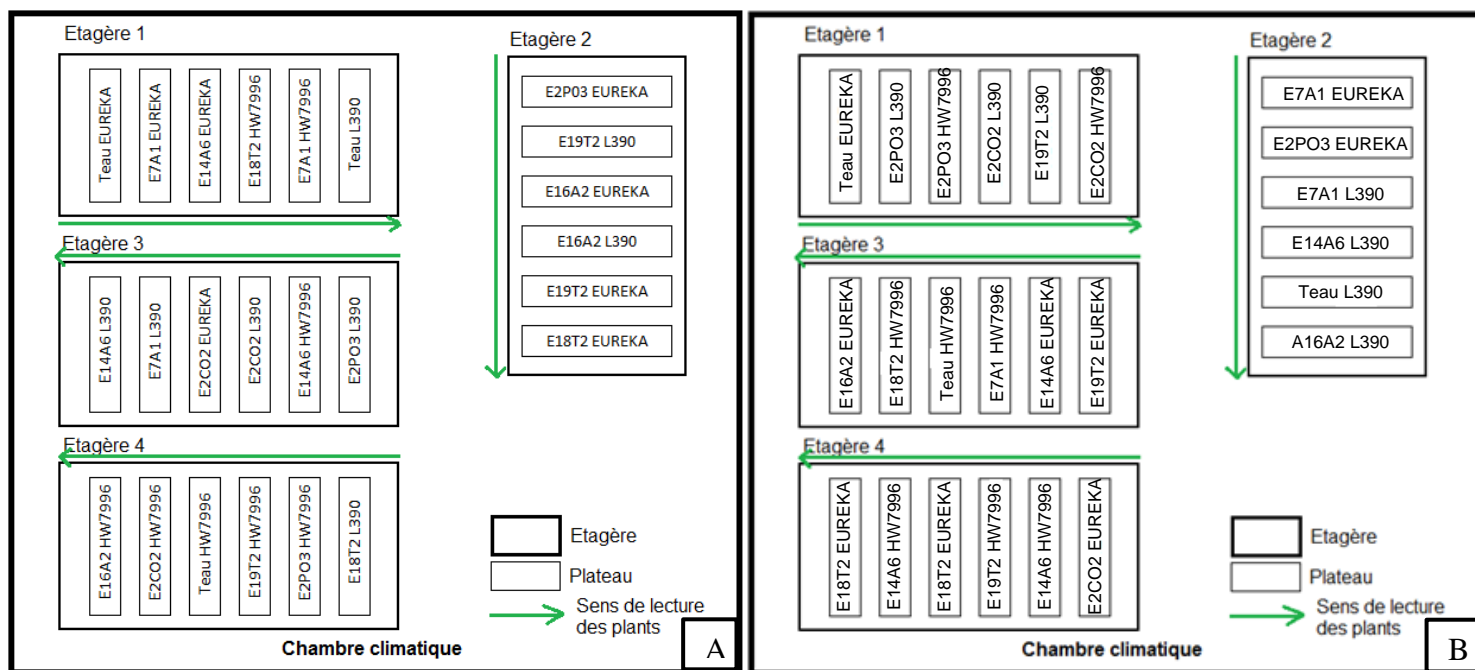 Etagère 1
Teau EUREKA
E7A1 EUREKA
E14A6 EUREKA
E18T2 HW7996
E7A1 HW7996
Teau L390
Etagère 2
E2P03 EUREKA
E19T2 L390
E16A2 EUREKA
E16A2 L390
E19T2 EUREKA
E18T2 EUREKA
Etagère 3
E14A6 L390
E7A1 L390
E2CO2 EUREKA
E2CO2 L390
E14A6 HW7996
E2PO3 L390
Etagère 4
E16A2 HW7996
E2CO2 HW7996
Teau HW7996
E19T2 HW7996
E2PO3 HW7996
E18T2 L390
Etagère
Plateau
Sens de lecture
des plants
Chambre climatique
A
Etagère 1
Teau EUREKA
E2PO3 L390
E2PO3 HW7996
E2CO2 L390
E19T2 L390
E2CO2 HW7996
Etagère 2
E7A1 EUREKA
E2PO3 EUREKA
E7A1 L390
E14A6 L390
Teau L390
A16A2 L390
Etagère 3
E16A2 EUREKA
E18T2 HW7996
Teau HW7996
E7A1 HW7996
E14A6 EUREKA
E19T2 EUREKA
Etagère 4
E18T2 EUREKA
E14A6 HW7996
E18T2 EUREKA
E19T2 HW7996
E14A6 HW7996
E2CO2 EUREKA
Etagère
Plateau
Sens de lecture
des plants
Chambre climatique
B